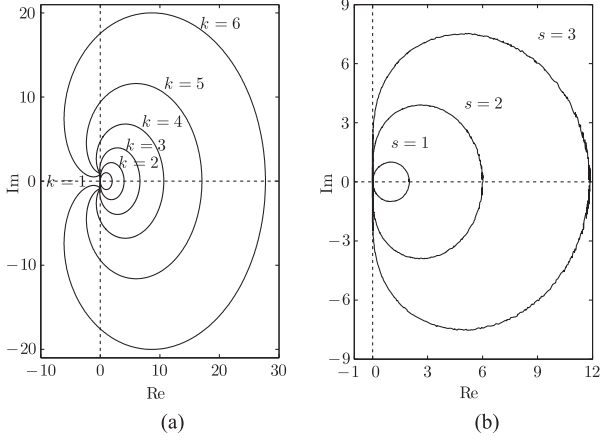 20
10
0
−10
−20
Im
k = 6
k = 5
k = 4
k = 3
k = 2
k = 1
−10
0
10
20
30
Re
(a)
9
6
3
0
−3
−6
−9
Im
s = 3
s = 2
s = 1
−1
0
3
6
9
12
Re
(b)